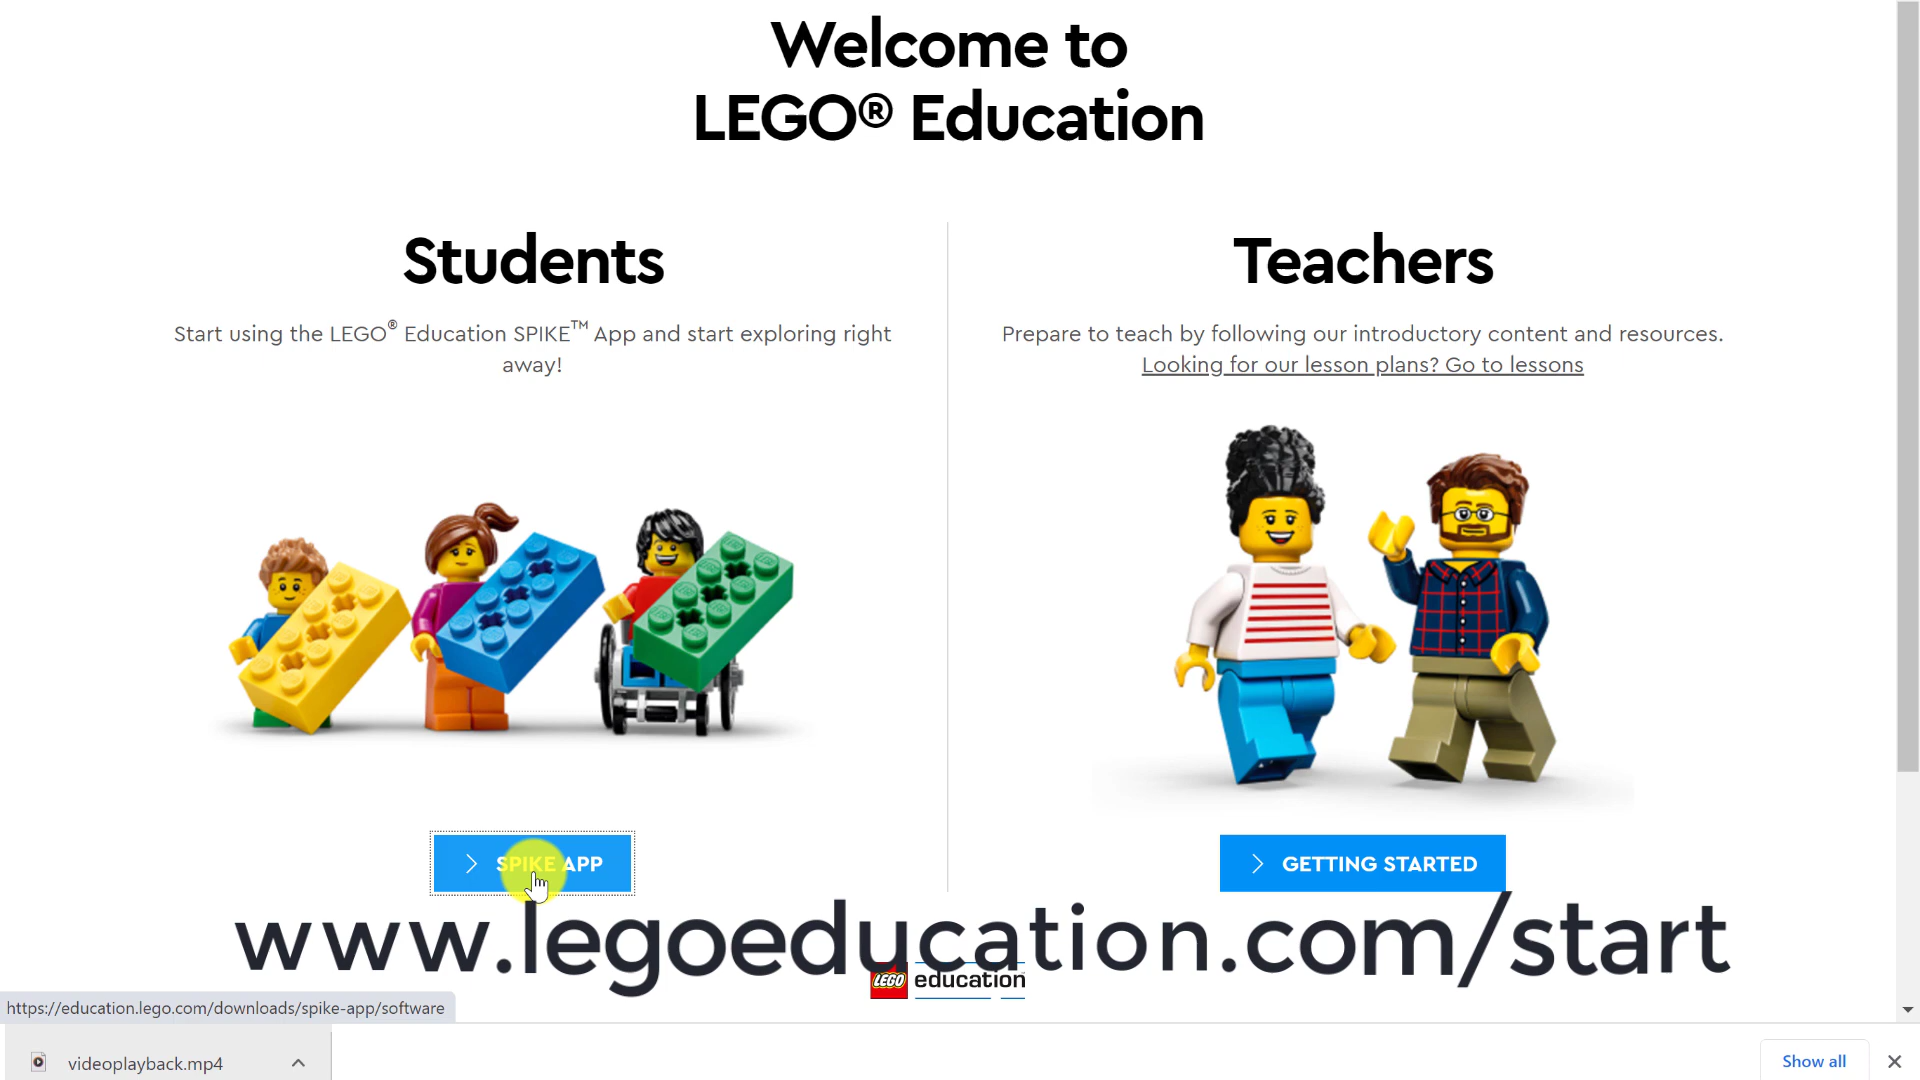 Welcome to
LEGO® Education
Students
Start using the LEGO® Education SPIKE™ App and start exploring right
away!
SPIKE APP
Teachers
Prepare to teach by following our introductory content and resources.
Looking for our lesson plans? Go to lessons
GETTING STARTED
www.legoeducation.com/start
LEGO education
https://education.lego.com/downloads/spike-app/software
videoplayback.mp4
Show all